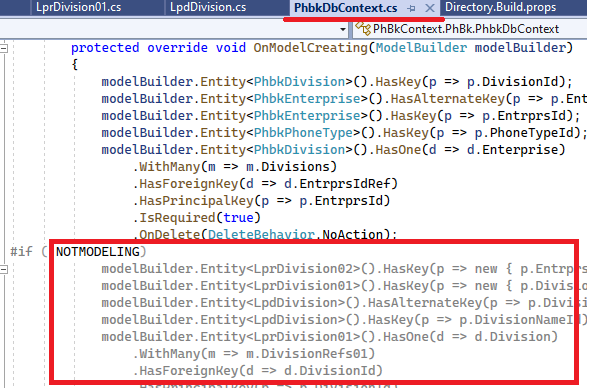 LprDivision01.cs LpdDivision.cs PhbkDbContext.cs Directory.Build.props
PhBkContext.PhBk.PhbkDbContext
protected override void OnModelCreating(ModelBuilder modelBuilder)
{
modelBuilder.Entity<PhbkDivision>().HasKey(p => p.DivisionId);
modelBuilder.Entity<PhbkEnterprise>().HasAlternateKey(p => p.Ent
modelBuilder.Entity<PhbkEnterprise>().HasKey(p => p.EntrprsId);
modelBuilder.Entity<PhbkPhoneType>().HasKey(p => p.PhoneTypeId);
modelBuilder.Entity<PhbkDivision>().HasOne(d => d.Enterprise)
.WithMany(m => m.Divisions)
.HasForeignKey(d => d.EntrprsIdRef)
.HasPrincipalKey(p => p.EntrprsId)
.IsRequired(true)
.OnDelete(DeleteBehavior.NoAction);
#if (NOTMODELING)
modelBuilder.Entity<LprDivision02>().HasKey(p => new { p.Entrprs
modelBuilder.Entity<LprDivision01>().HasKey(p => new { p.Divisio
modelBuilder.Entity<LpdDivision>().HasAlternateKey(p => p.Divisi
modelBuilder.Entity<LpdDivision>().HasKey(p => p.DivisionNameId)
modelBuilder.Entity<LprDivision01>().HasOne(d => d.Division)
.WithMany(m => m.DivisionRefs01)
.HasForeignKey(d => d.DivisionId)